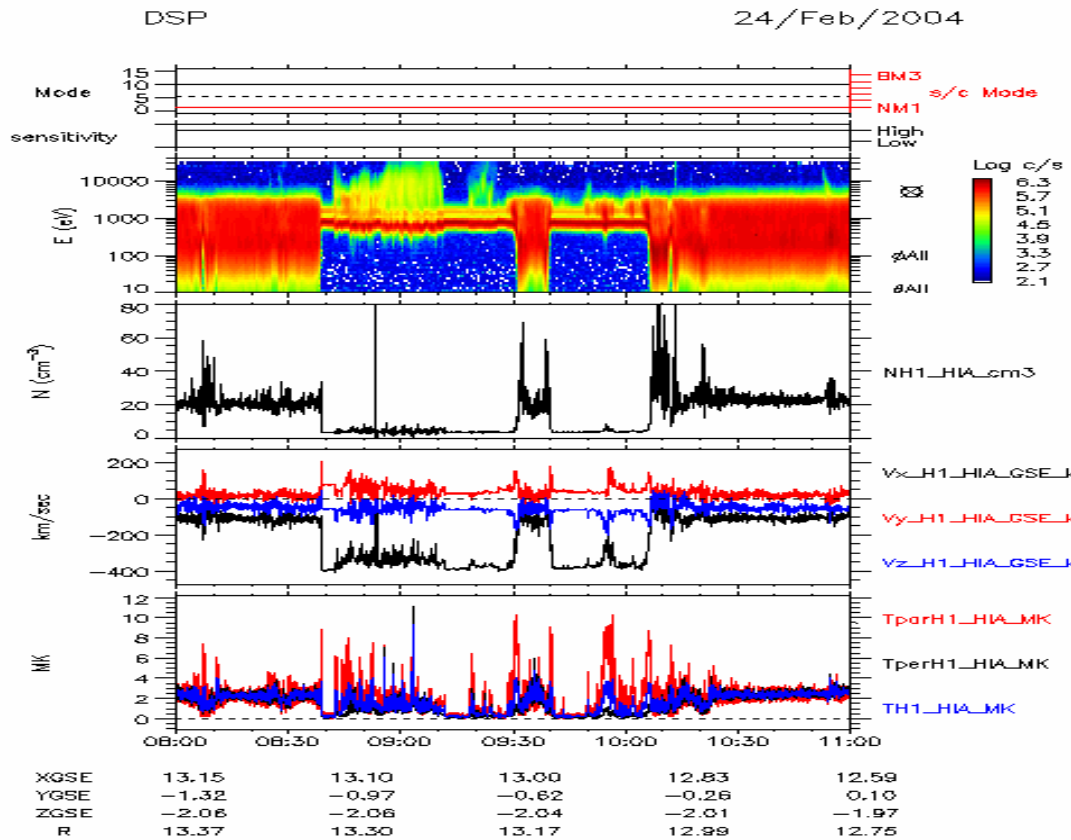 DSP 24/Feb/2004
Mode
15
10
5
0
BM3
NM1
s/c Mode
sensitivity
High
Low
E (eV)
10000
1000
100
10
Log c/s
6.3
5.7
5.1
4.5
3.9
3.3
2.7
2.1
N (cm⁻³)
80
60
40
20
0
NH1_HIA_cm3
km/sec
200
0
-200
-400
Vx_H1_HIA_GSE_k
Vy_H1_HIA_GSE_k
Vz_H1_HIA_GSE_k
MK
12
10
8
6
4
2
0
TparH1_HIA_MK
TperH1_HIA_MK
TH1_HIA_MK
08:00 08:30 09:00 09:30 10:00 10:30 11:00
XGSE 13.15 13.10 13.00 12.83 12.59
YGSE -1.32 -0.97 -0.62 -0.26 0.10
ZGSE -2.06 -2.06 -2.04 -2.01 -1.97
R 13.37 13.30 13.17 12.99 12.75